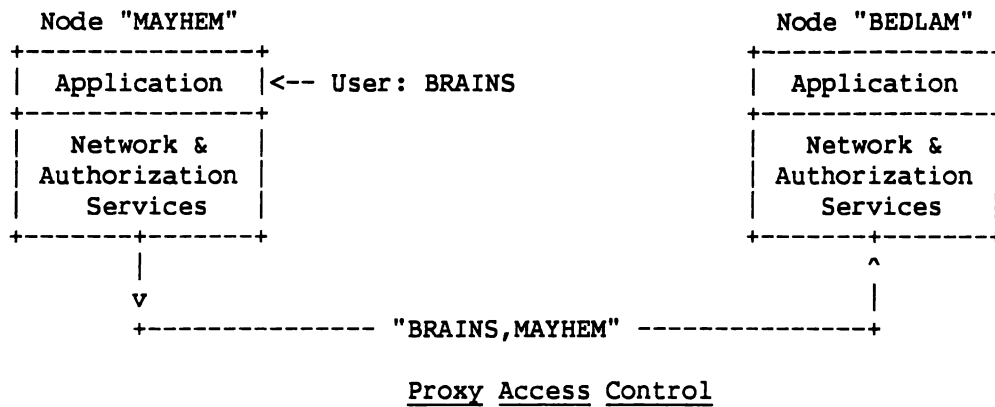 Node "MAYHEM" Node "BEDLAM"
Application <-- User: BRAINS Application
Network & Network &
Authorization Authorization
Services Services
v
"BRAINS,MAYHEM"
Proxy Access Control